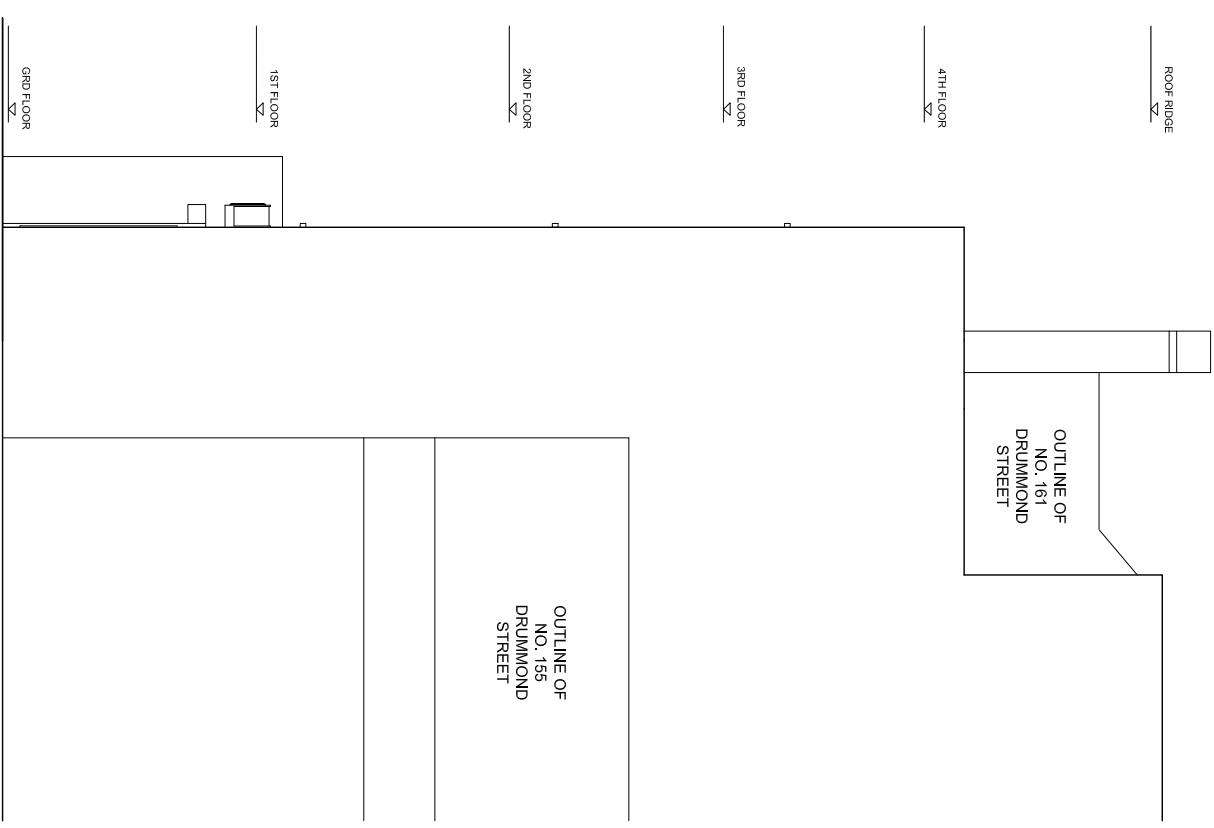 ROOF RIDGE
4TH FLOOR
3RD FLOOR
2ND FLOOR
1ST FLOOR
GRD FLOOR
OUTLINE OF
NO. 161
DRUMMOND
STREET
OUTLINE OF
NO. 155
DRUMMOND
STREET